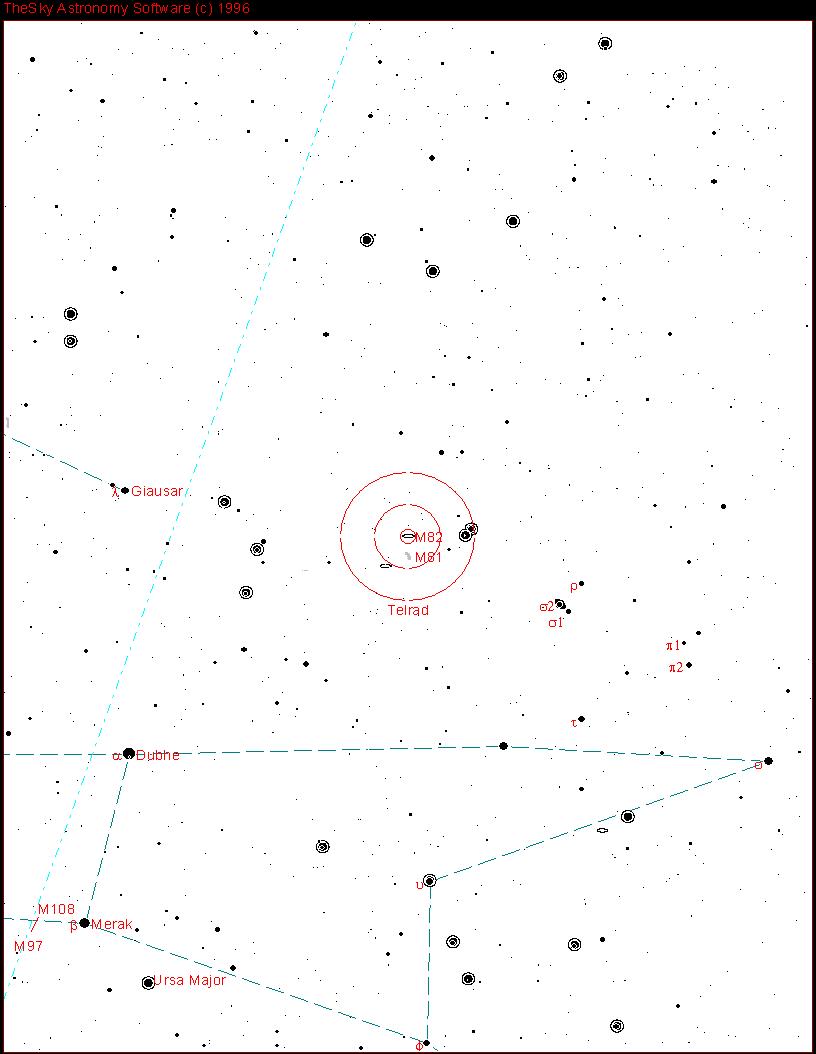 TheSky Astronomy Software (c) 1996
λ Giausar
M82
M81
Telrad
ρ
σ2
σ1
π1
π2
τ
α Dubhe
ο
υ
M108
β Merak
M97
Ursa Major
φ